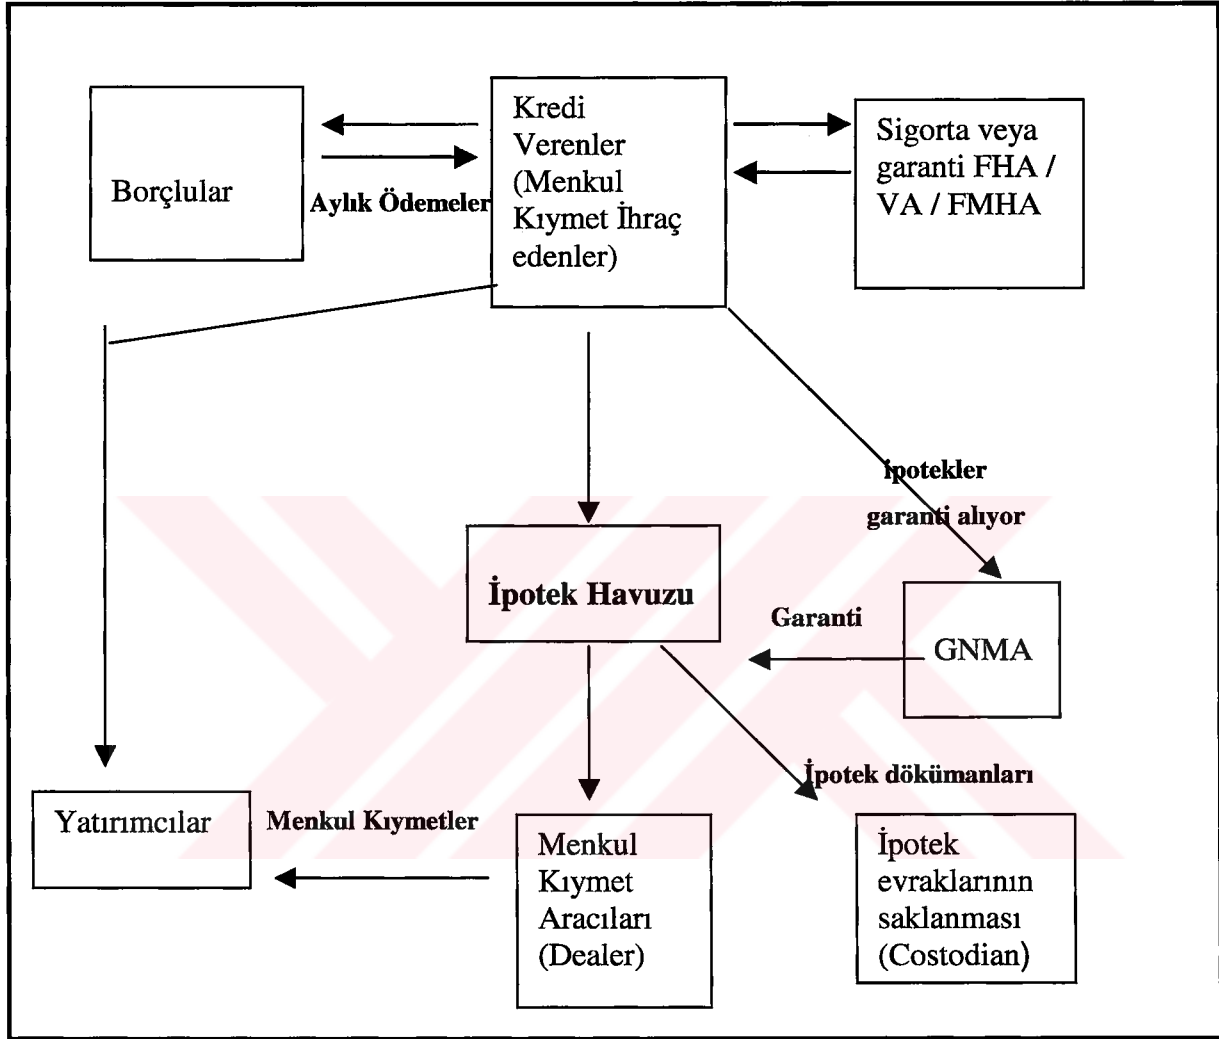 Borçlular
Aylık Ödemeler
Kredi
Verenler
(Menkul
Kıymet İhraç
edenler)
Sigorta veya
garanti FHA /
VA / FMHA
ipotekler
garanti alıyor
İpotek Havuzu
Garanti
GNMA
İpotek dökümanları
Yatırımcılar
Menkul Kıymetler
Menkul
Kıymet
Aracıları
(Dealer)
İpotek
evraklarının
saklanması
(Costodian)